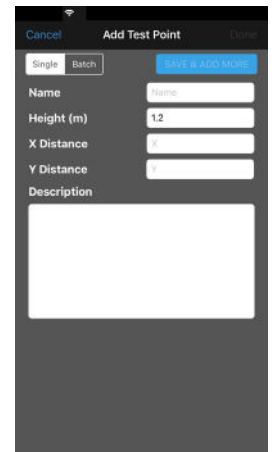 Cancel Add Test Point Done
Single Batch SAVE & ADD MORE
Name Name
Height (m) 1.2
X Distance X
Y Distance Y
Description